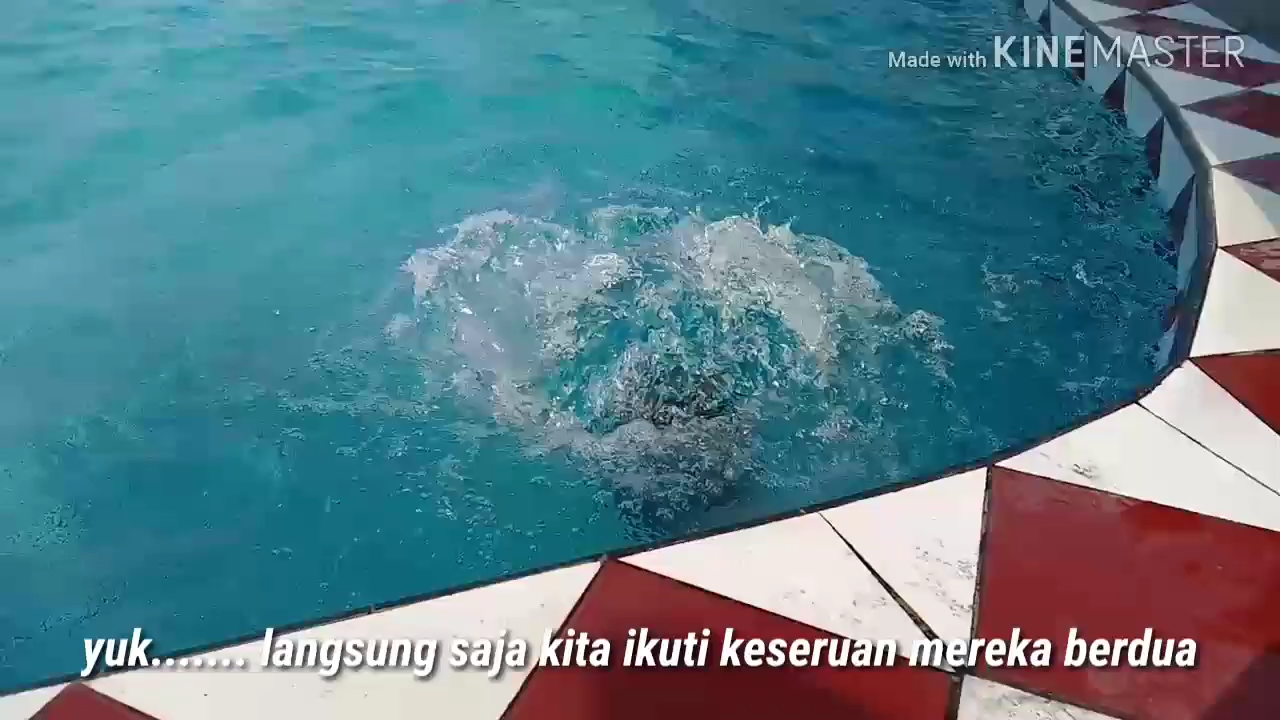 Made with KINEMASTER
yuk....... langsung saja kita ikuti keseruan mereka berdua